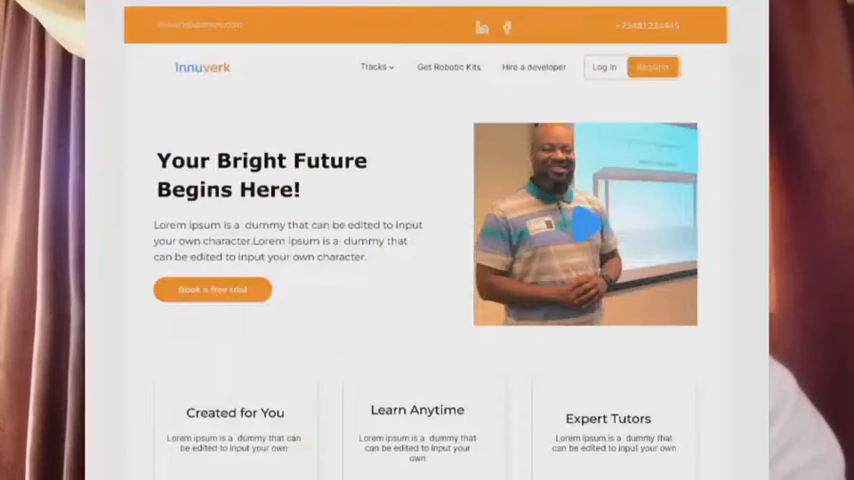 +23481234445
Innuverk
Tracks
Get Robotic Kits
Hire a developer
Log In
Register
Your Bright Future
Begins Here!
Lorem ipsum is a dummy that can be edited to input
your own character.Lorem ipsum is a dummy that
can be edited to input your own character.
Book a free trial
Created for You
Lorem ipsum is a dummy that can
be edited to input your own
Learn Anytime
Lorem ipsum is a dummy that
can be edited to input your
own
Expert Tutors
Lorem ipsum is a dummy that can
be edited to input your own